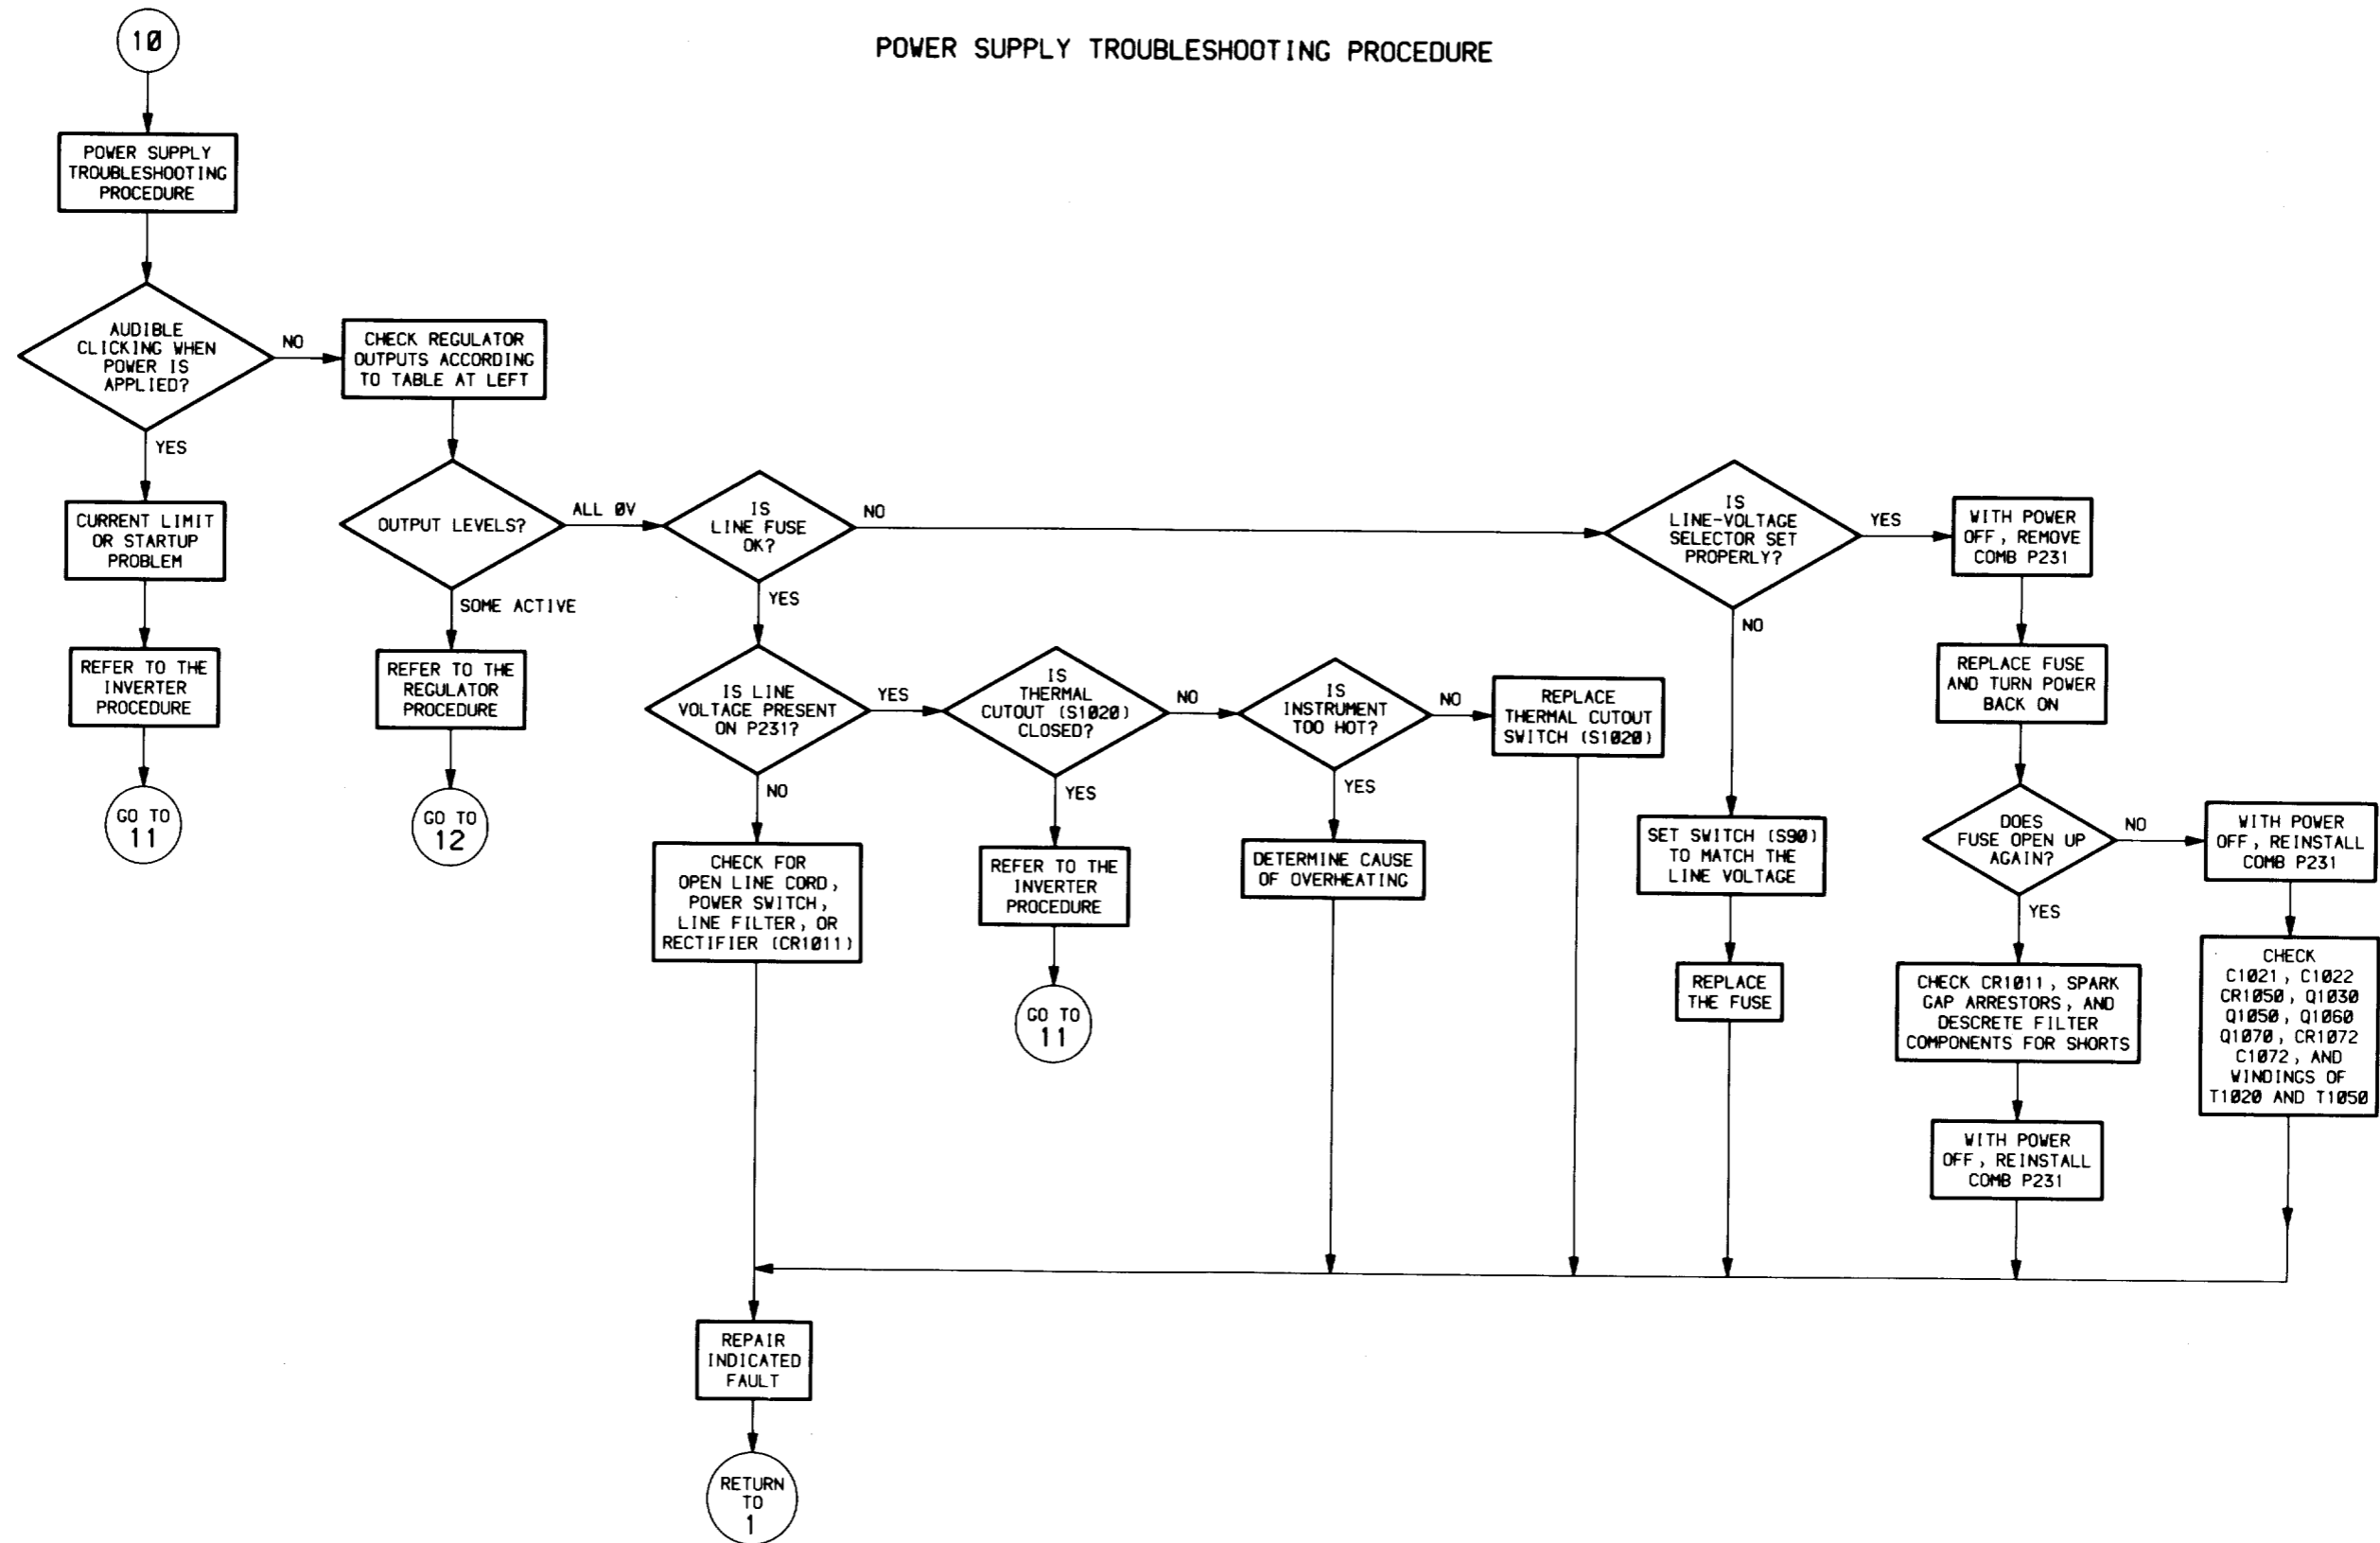 POWER SUPPLY TROUBLESHOOTING PROCEDURE
10
POWER SUPPLY
TROUBLESHOOTING
PROCEDURE
AUDIBLE
CLICKING WHEN
POWER IS
APPLIED?
NO
YES
CURRENT LIMIT
OR STARTUP
PROBLEM
REFER TO THE
INVERTER
PROCEDURE
GO TO
11
CHECK REGULATOR
OUTPUTS ACCORDING
TO TABLE AT LEFT
OUTPUT LEVELS?
ALL 0V
SOME ACTIVE
REFER TO THE
REGULATOR
PROCEDURE
GO TO
12
IS
LINE FUSE
OK?
NO
YES
IS LINE
VOLTAGE PRESENT
ON P231?
YES
NO
CHECK FOR
OPEN LINE CORD,
POWER SWITCH,
LINE FILTER, OR
RECTIFIER (CR1011)
IS
THERMAL
CUTOUT (S1020)
CLOSED?
NO
YES
REFER TO THE
INVERTER
PROCEDURE
GO TO
11
IS
INSTRUMENT
TOO HOT?
NO
YES
DETERMINE CAUSE
OF OVERHEATING
REPLACE
THERMAL CUTOUT
SWITCH (S1020)
IS
LINE-VOLTAGE
SELECTOR SET
PROPERLY?
YES
NO
SET SWITCH (S90)
TO MATCH THE
LINE VOLTAGE
REPLACE
THE FUSE
WITH POWER
OFF, REMOVE
COMB P231
REPLACE FUSE
AND TURN POWER
BACK ON
DOES
FUSE OPEN UP
AGAIN?
NO
YES
CHECK CR1011, SPARK
GAP ARRESTORS, AND
DESCRETE FILTER
COMPONENTS FOR SHORTS
WITH POWER
OFF, REINSTALL
COMB P231
WITH POWER
OFF, REINSTALL
COMB P231
CHECK
C1021, C1022
CR1050, Q1030
Q1050, Q1060
Q1070, CR1072
C1072, AND
WINDINGS OF
T1020 AND T1050
REPAIR
INDICATED
FAULT
RETURN
TO
1